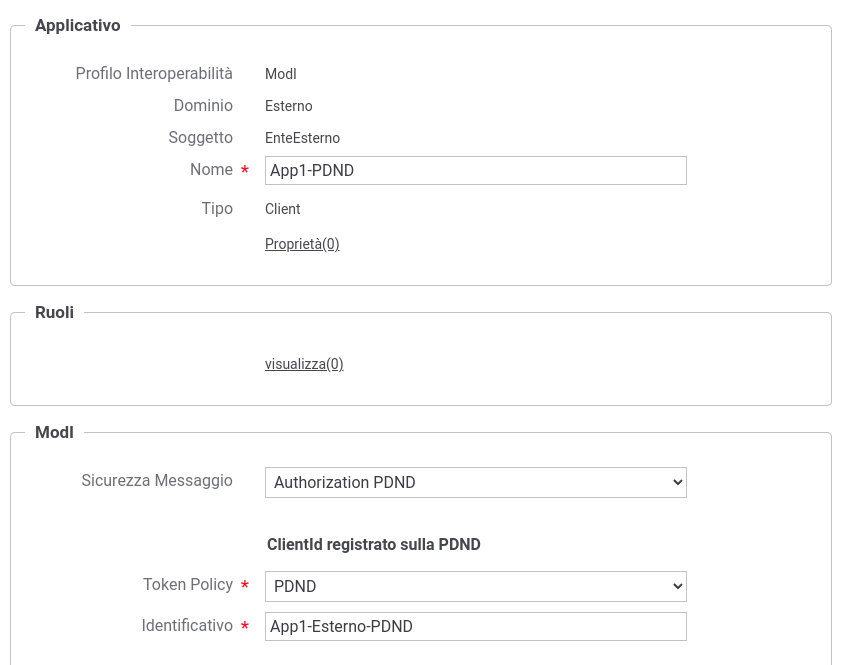 Applicativo
Profilo Interoperabilità ModI
Dominio Esterno
Soggetto EnteEsterno
Nome * App1-PDND
Tipo Client
Proprietà(0)
Ruoli
visualizza(0)
ModI
Sicurezza Messaggio Authorization PDND
ClientId registrato sulla PDND
Token Policy * PDND
Identificativo * App1-Esterno-PDND